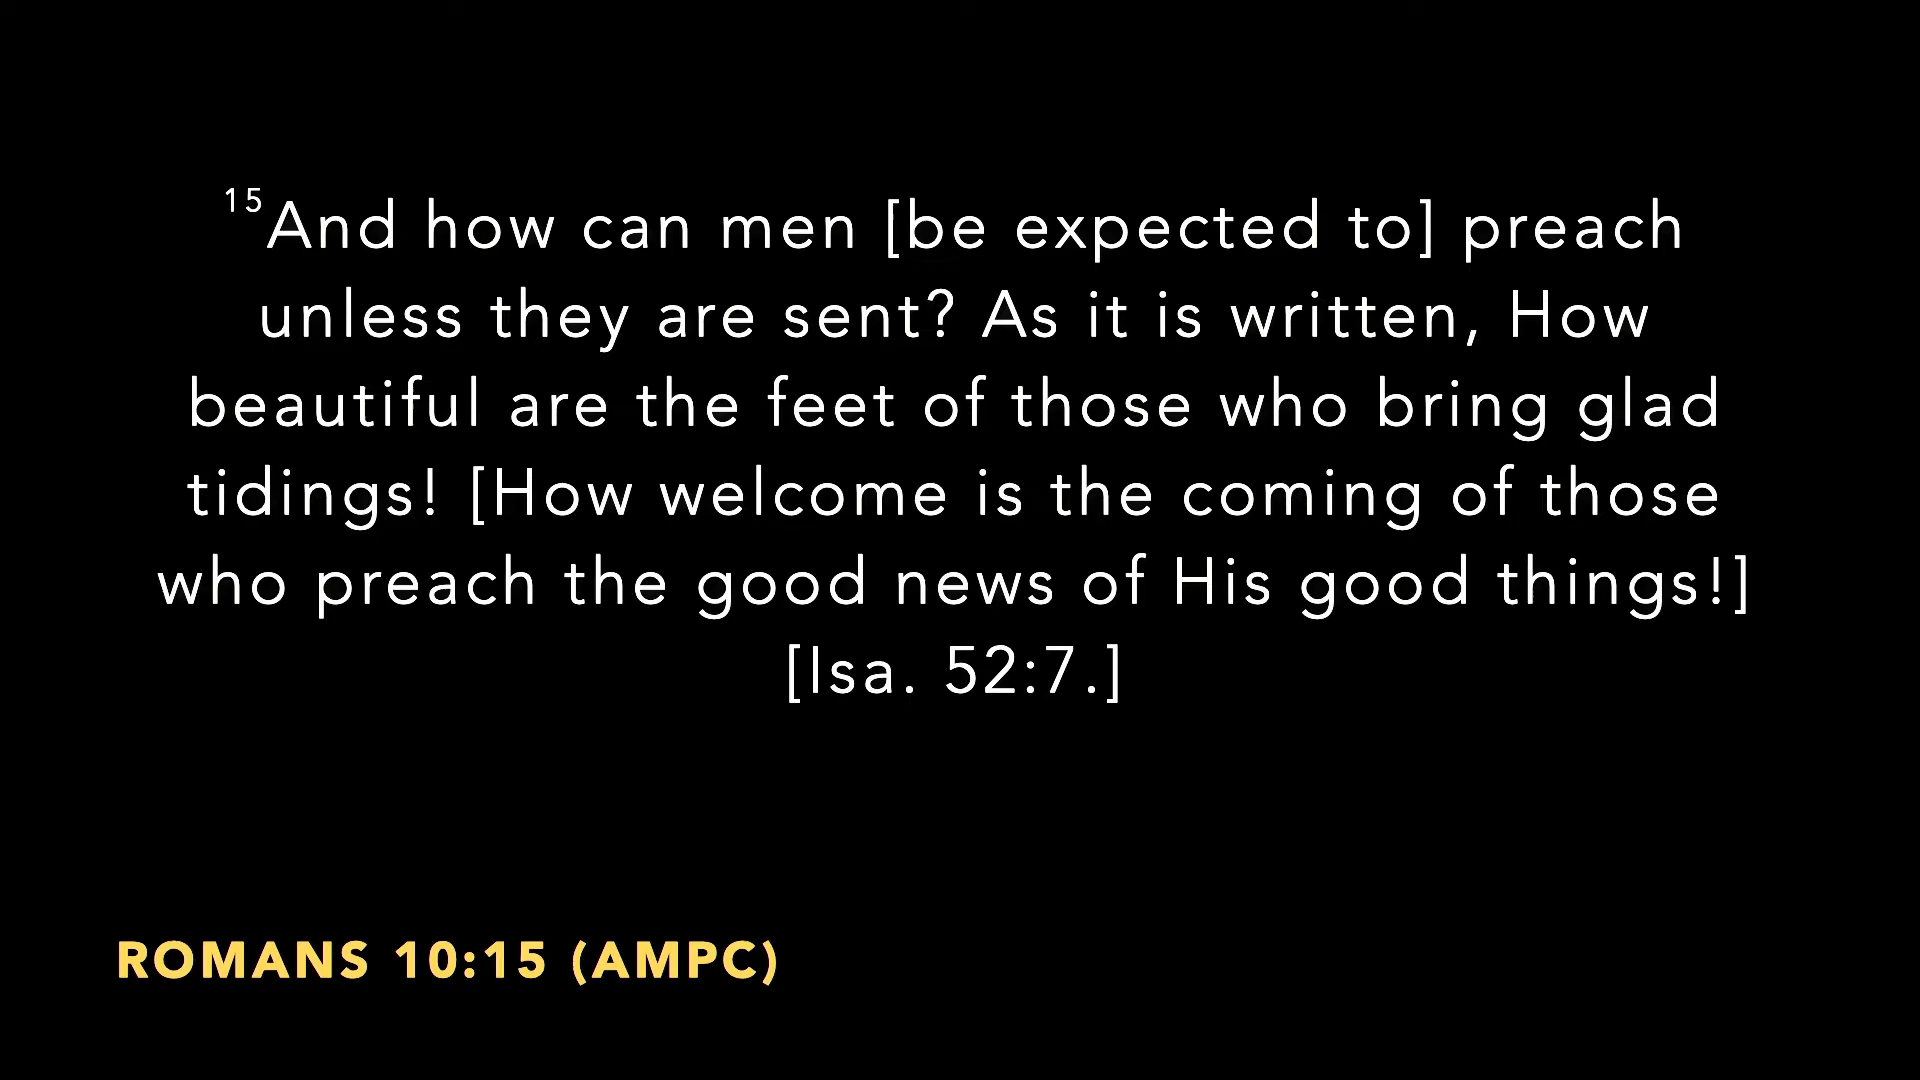 15And how can men [be expected to] preach
unless they are sent? As it is written, How
beautiful are the feet of those who bring glad
tidings! [How welcome is the coming of those
who preach the good news of His good things!]
[Isa. 52:7.]
ROMANS 10:15 (AMPC)